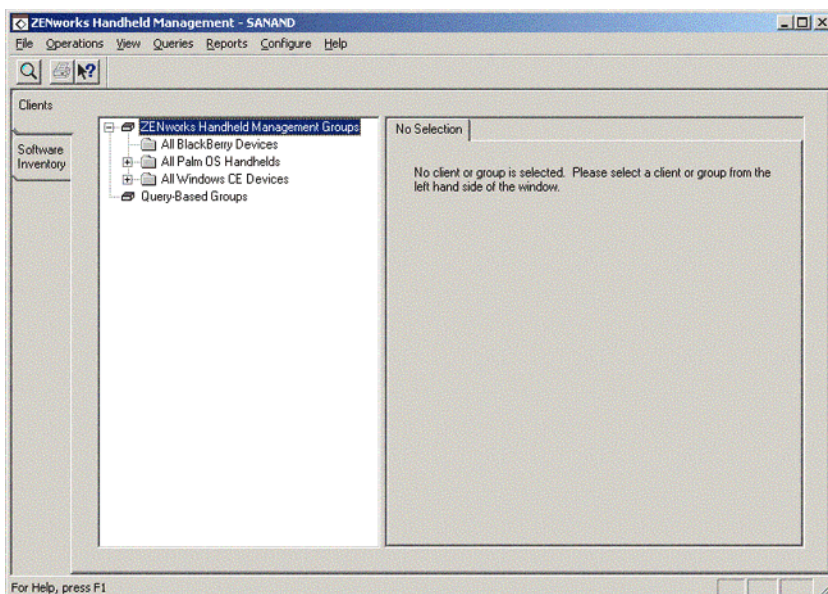 ZENworks Handheld Management - SANAND
File Operations View Queries Reports Configure Help
Clients
Software
Inventory
ZENworks Handheld Management Groups
All BlackBerry Devices
All Palm OS Handhelds
All Windows CE Devices
Query-Based Groups
No Selection
No client or group is selected. Please select a client or group from the
left hand side of the window.
For Help, press F1